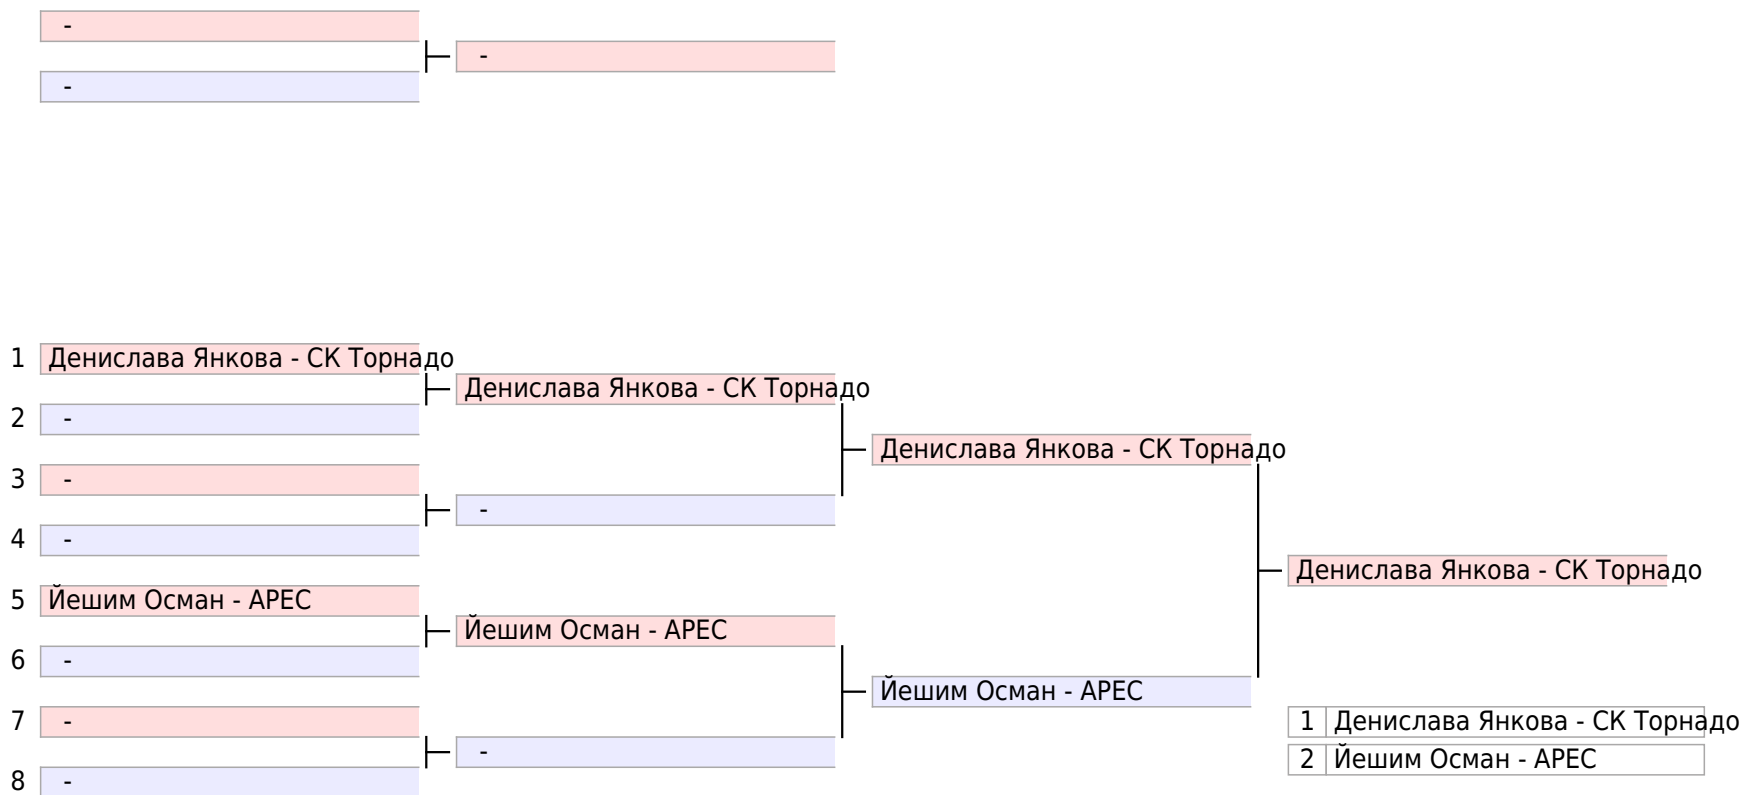 -
-
-
1 Денислава Янкова - СК Торнадо
Денислава Янкова - СК Торнадо
2 -
Денислава Янкова - СК Торнадо
3 -
-
4 -
Денислава Янкова - СК Торнадо
5 Йешим Осман - АРЕС
Йешим Осман - АРЕС
6 -
Йешим Осман - АРЕС
7 -
1 Денислава Янкова - СК Торнадо
-
2 Йешим Осман - АРЕС
8 -